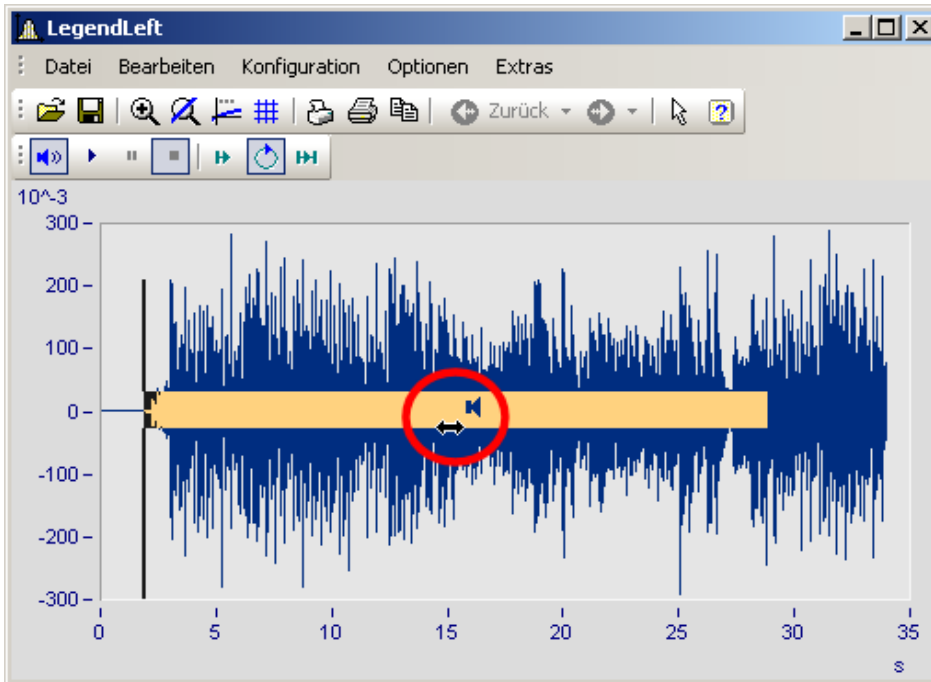 LegendLeft
Datei Bearbeiten Konfiguration Optionen Extras
Zurück
10^-3
300
200
100
0
-100
-200
-300
0 5 10 15 20 25 30 35
s